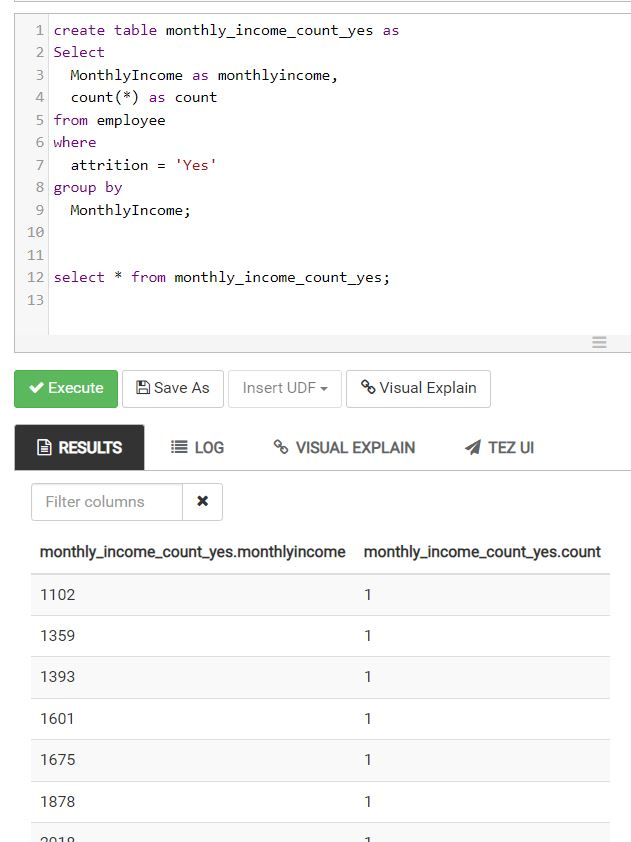 1 create table monthly_income_count_yes as
2 Select
3 MonthlyIncome as monthlyincome,
4 count(*) as count
5 from employee
6 where
7 attrition = 'Yes'
8 group by
9 MonthlyIncome;
10
11
12 select * from monthly_income_count_yes;
13
Execute Save As Insert UDF Visual Explain
RESULTS LOG VISUAL EXPLAIN TEZ UI
Filter columns
monthly_income_count_yes.monthlyincome monthly_income_count_yes.count
1102 1
1359 1
1393 1
1601 1
1675 1
1878 1